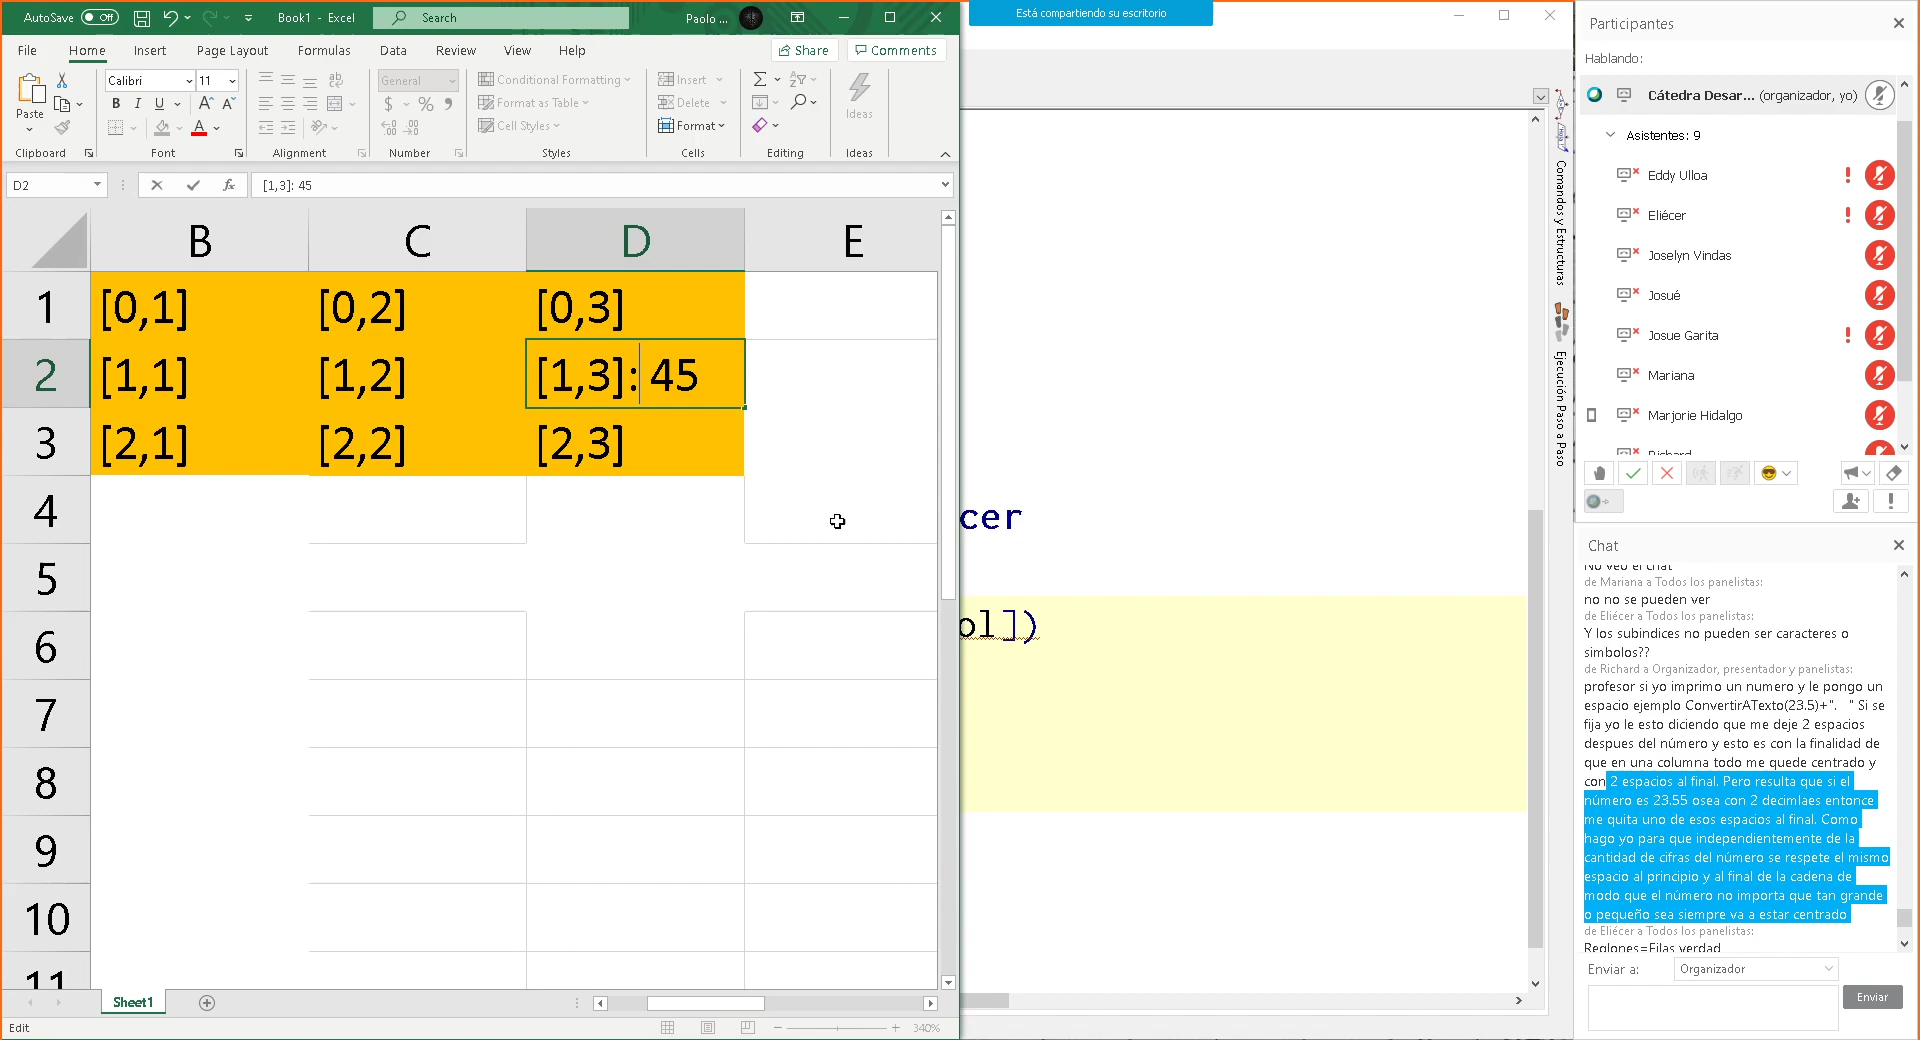 AutoSave Off Book1 - Excel Search Paolo ...
File Home Insert Page Layout Formulas Data Review View Help Share Comments
Paste
Calibri 11
B I U
ab
General
$ % 9
Conditional Formatting
Format as Table
Cell Styles
Insert
Delete
Format
Ideas
Clipboard Font Alignment Number Styles Cells Editing Ideas
D2 fx [1,3]: 45
B C D E
1 [0,1] [0,2] [0,3]
2 [1,1] [1,2] [1,3]: 45
3 [2,1] [2,2] [2,3]
4
5
6
7
8
9
10
11
Sheet1
Edit 340%
Está compartiendo su escritorio
cer
ol])
Comandos y Estructuras
Ejecución Paso a Paso
Participantes
Hablando:
Cátedra Desar... (organizador, yo)
Asistentes: 9
Eddy Ulloa
Eliécer
Joselyn Vindas
Josué
Josue Garita
Mariana
Marjorie Hidalgo
Richard
Chat
No veo el chat
de Mariana a Todos los panelistas:
no no se pueden ver
de Eliécer a Todos los panelistas:
Y los subindices no pueden ser caracteres o
simbolos??
de Richard a Organizador, presentador y panelistas:
profesor si yo imprimo un numero y le pongo un
espacio ejemplo ConvertirATexto(23.5)+".   " Si se
fija yo le esto diciendo que me deje 2 espacios
despues del número y esto es con la finalidad de
que en una columna todo me quede centrado y
con 2 espacios al final. Pero resulta que si el
número es 23.55 osea con 2 decimlaes entonce
me quita uno de esos espacios al final. Como
hago yo para que independientemente de la
cantidad de cifras del número se respete el mismo
espacio al principio y al final de la cadena de
modo que el número no importa que tan grande
o pequeño sea siempre va a estar centrado
de Eliécer a Todos los panelistas:
Reglones=Filas verdad
Enviar a: Organizador
Enviar